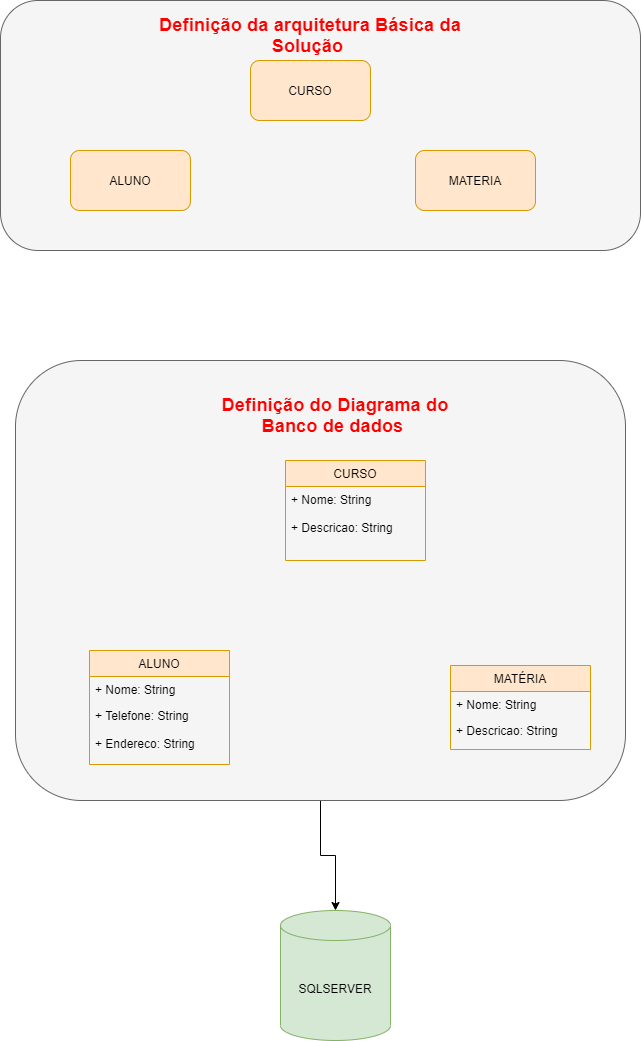 Definição da arquitetura Básica da
Solução
CURSO
ALUNO
MATERIA
Definição do Diagrama do
Banco de dados
CURSO
+ Nome: String
+ Descricao: String
ALUNO
+ Nome: String
+ Telefone: String
+ Endereco: String
MATÉRIA
+ Nome: String
+ Descricao: String
SQLSERVER